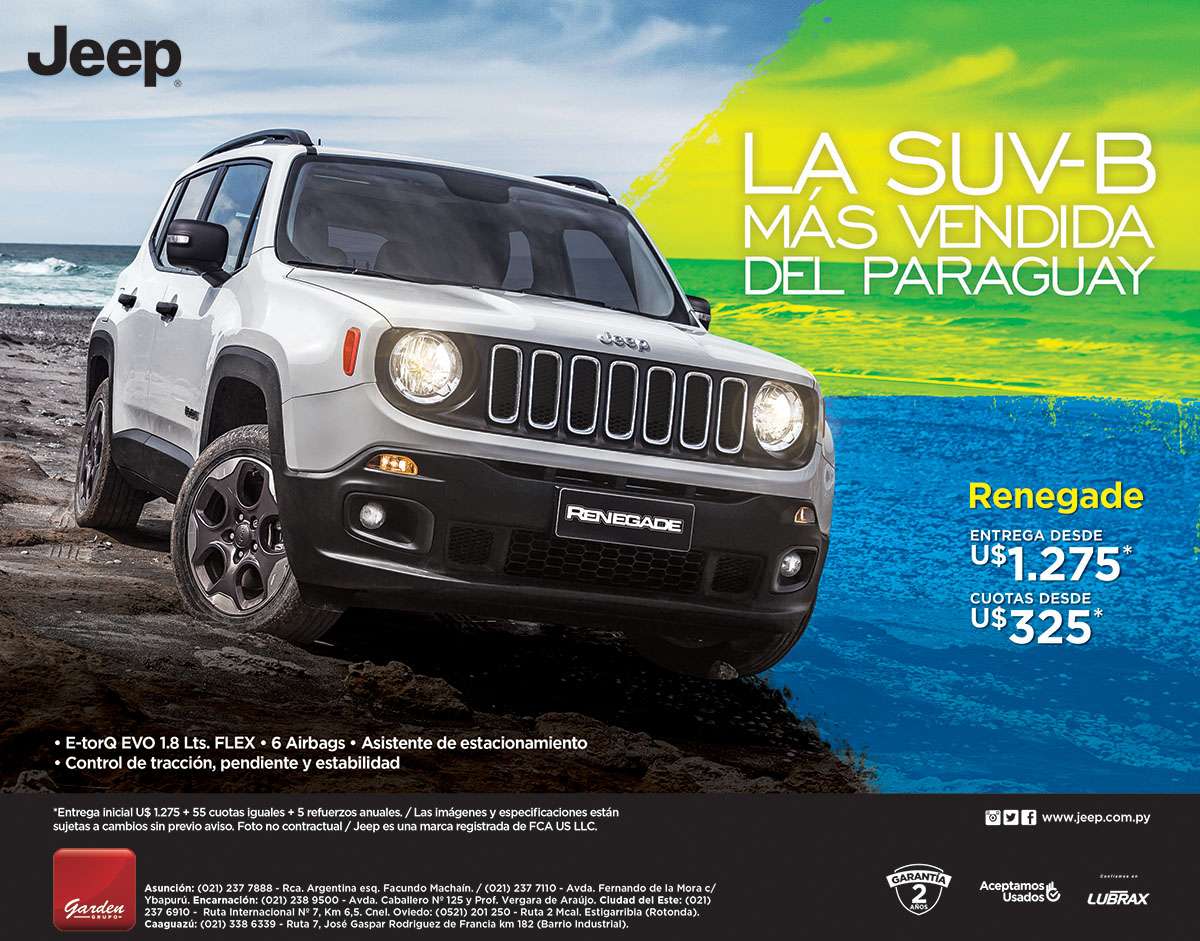 Jeep
LA SUV-B
MÁS VENDIDA
DEL PARAGUAY
Jeep
RENEGADE
Renegade
ENTREGA DESDE
U$1.275*
CUOTAS DESDE
U$325*
• E-torQ EVO 1.8 Lts. FLEX • 6 Airbags • Asistente de estacionamiento
• Control de tracción, pendiente y estabilidad
*Entrega inicial U$ 1.275 + 55 cuotas iguales + 5 refuerzos anuales. / Las imágenes y especificaciones están
sujetas a cambios sin previo aviso. Foto no contractual / Jeep es una marca registrada de FCA US LLC.
www.jeep.com.py
Garden
GRUPO
Asunción: (021) 237 7888 - Rca. Argentina esq. Facundo Machaín. / (021) 237 7110 - Avda. Fernando de la Mora c/
Ybapurú. Encarnación: (021) 238 9500 - Avda. Caballero Nº 125 y Prof. Vergara de Araújo. Ciudad del Este: (021)
237 6910 - Ruta Internacional Nº 7, Km 6,5. Cnel. Oviedo: (0521) 201 250 - Ruta 2 Mcal. Estigarribia (Rotonda).
Caaguazú: (021) 338 6339 - Ruta 7, José Gaspar Rodriguez de Francia km 182 (Barrio Industrial).
GARANTÍA
2
AÑOS
Aceptamos
Usados
Confiamos en
LUBRAX